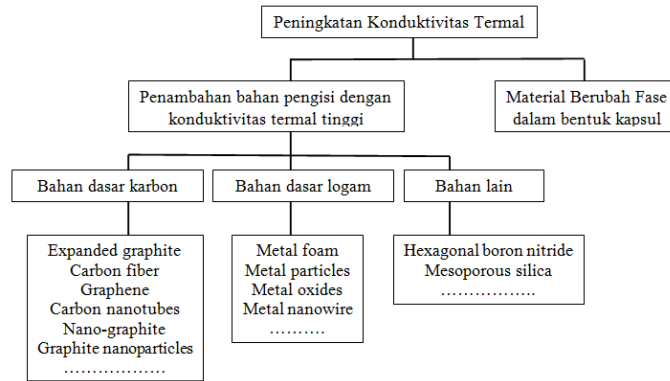 Peningkatan Konduktivitas Termal
Penambahan bahan pengisi dengan
konduktivitas termal tinggi
Material Berubah Fase
dalam bentuk kapsul
Bahan dasar karbon
Bahan dasar logam
Bahan lain
Expanded graphite
Carbon fiber
Graphene
Carbon nanotubes
Nano-graphite
Graphite nanoparticles
………………
Metal foam
Metal particles
Metal oxides
Metal nanowire
……….
Hexagonal boron nitride
Mesoporous silica
……………..